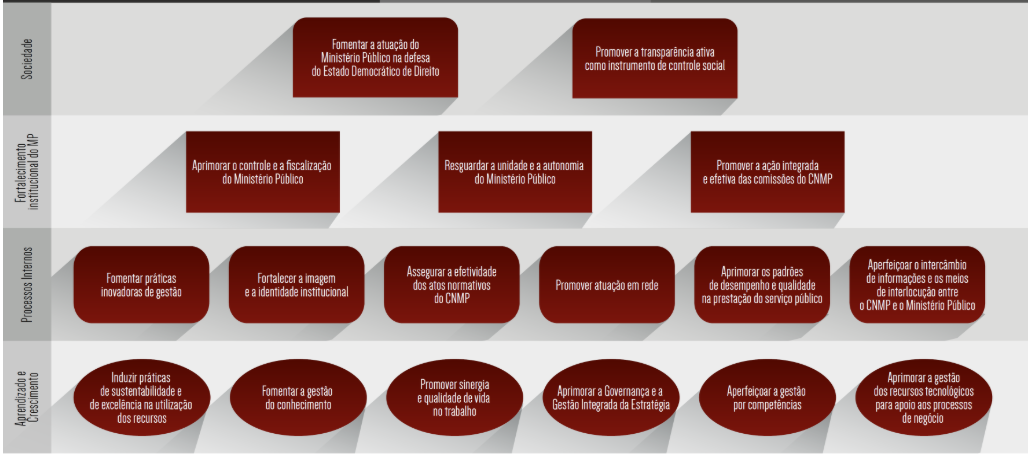 Sociedade
Fomentar a atuação do
Ministério Público na defesa
do Estado Democrático de Direito
Promover a transparência ativa
como instrumento de controle social
Fortalecimento
institucional do MP
Aprimorar o controle e a fiscalização
do Ministério Público
Resguardar a unidade e a autonomia
do Ministério Público
Promover a ação integrada
e efetiva das comissões do CNMP
Processos Internos
Fomentar práticas
inovadoras de gestão
Fortalecer a imagem
e a identidade institucional
Assegurar a efetividade
dos atos normativos
do CNMP
Promover atuação em rede
Aprimorar os padrões
de desempenho e qualidade
na prestação do serviço público
Aperfeiçoar o intercâmbio
de informações e os meios
de interlocução entre
o CNMP e o Ministério Público
Aprendizado e
Crescimento
Induzir práticas
de sustentabilidade e
de excelência na utilização
dos recursos
Fomentar a gestão
do conhecimento
Promover sinergia
e qualidade de vida
no trabalho
Aprimorar a Governança e a
Gestão Integrada da Estratégia
Aperfeiçoar a gestão
por competências
Aprimorar a gestão
dos recursos tecnológicos
para apoio aos processos
de negócio